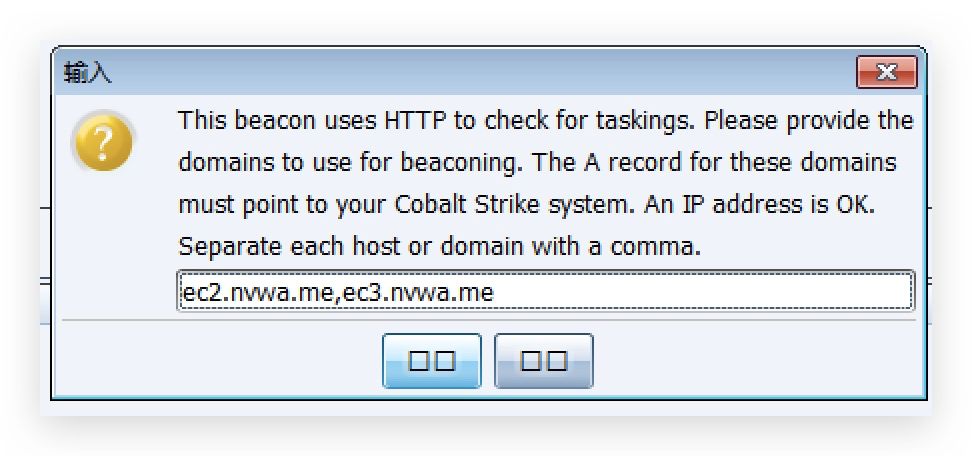 输入
This beacon uses HTTP to check for taskings. Please provide the
domains to use for beaconing. The A record for these domains
must point to your Cobalt Strike system. An IP address is OK.
Separate each host or domain with a comma.
ec2.nvwa.me,ec3.nvwa.me